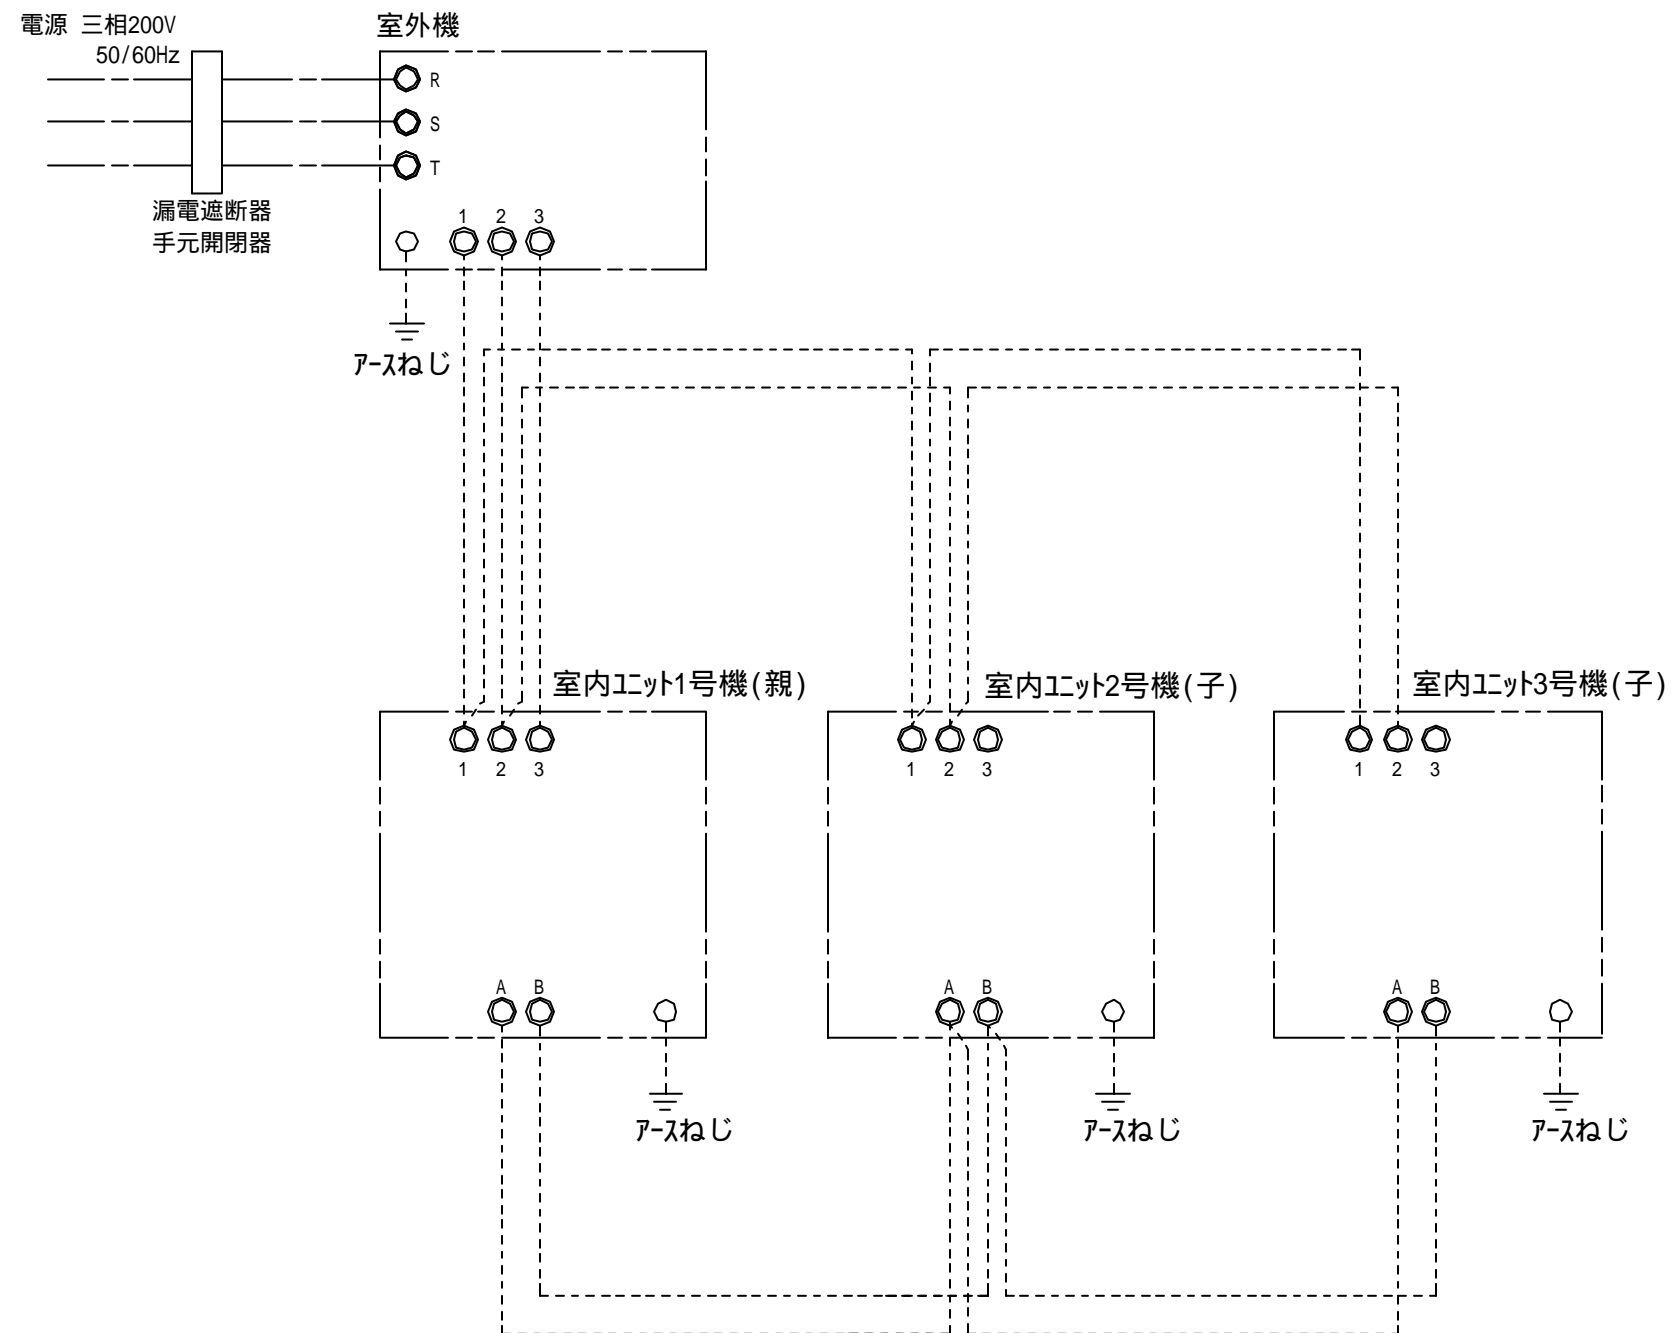 電源 三相200V
50/60Hz
室外機
R
S
T
漏電遮断器
手元開閉器
1 2 3
ｱｰｽねじ
室内ﾕﾆｯﾄ1号機(親)
室内ﾕﾆｯﾄ2号機(子)
室内ﾕﾆｯﾄ3号機(子)
1 2 3
1 2 3
1 2 3
A B
A B
A B
ｱｰｽねじ
ｱｰｽねじ
ｱｰｽねじ